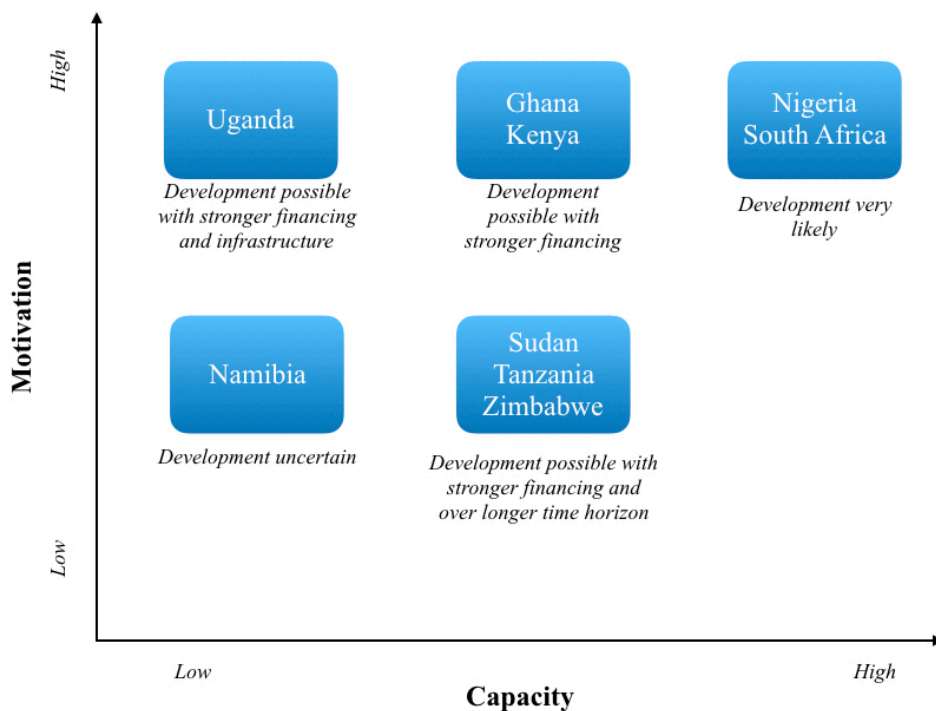 High
Uganda
Ghana
Kenya
Nigeria
South Africa
Development possible
with stronger financing
and infrastructure
Development
possible with
stronger financing
Development very
likely
Motivation
Namibia
Sudan
Tanzania
Zimbabwe
Development uncertain
Development possible with
stronger financing and
over longer time horizon
Low
Low
High
Capacity